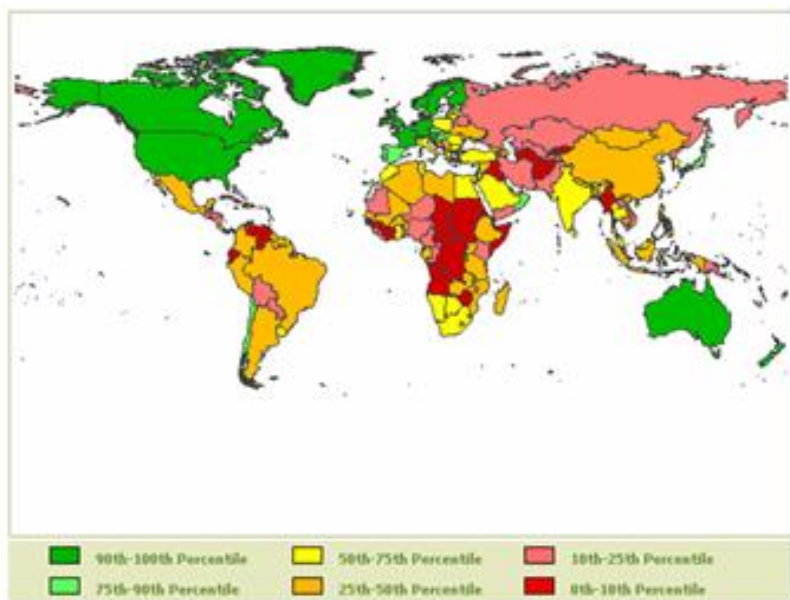 90th-100th Percentile
50th-75th Percentile
10th-25th Percentile
75th-90th Percentile
25th-50th Percentile
0th-10th Percentile